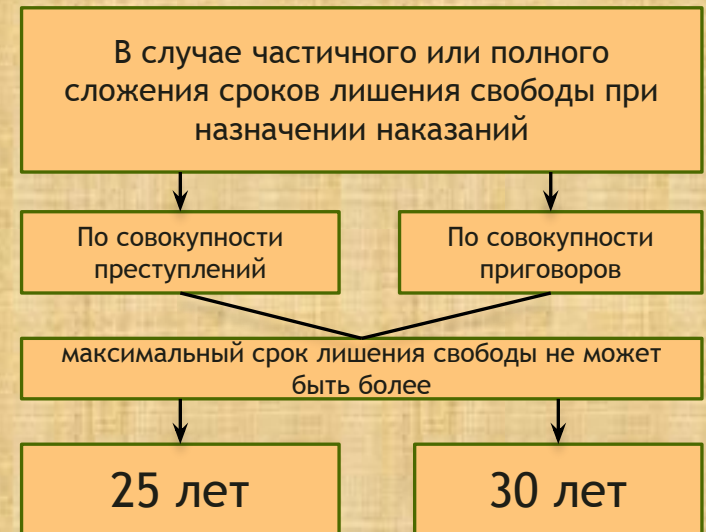 В случае частичного или полного
сложения сроков лишения свободы при
назначении наказаний
По совокупности
преступлений
По совокупности
приговоров
максимальный срок лишения свободы не может
быть более
25 лет
30 лет